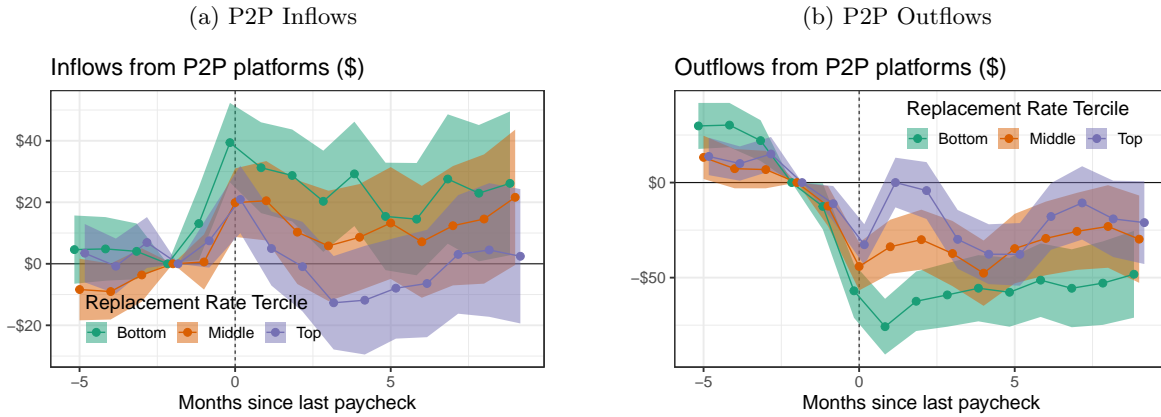 (a) P2P Inflows
Inflows from P2P platforms ($)
$40
$20
$0
−$20
Replacement Rate Tercile
Bottom Middle Top
−5 0 5
Months since last paycheck
(b) P2P Outflows
Outflows from P2P platforms ($)
Replacement Rate Tercile
Bottom Middle Top
$0
−$50
−5 0 5
Months since last paycheck